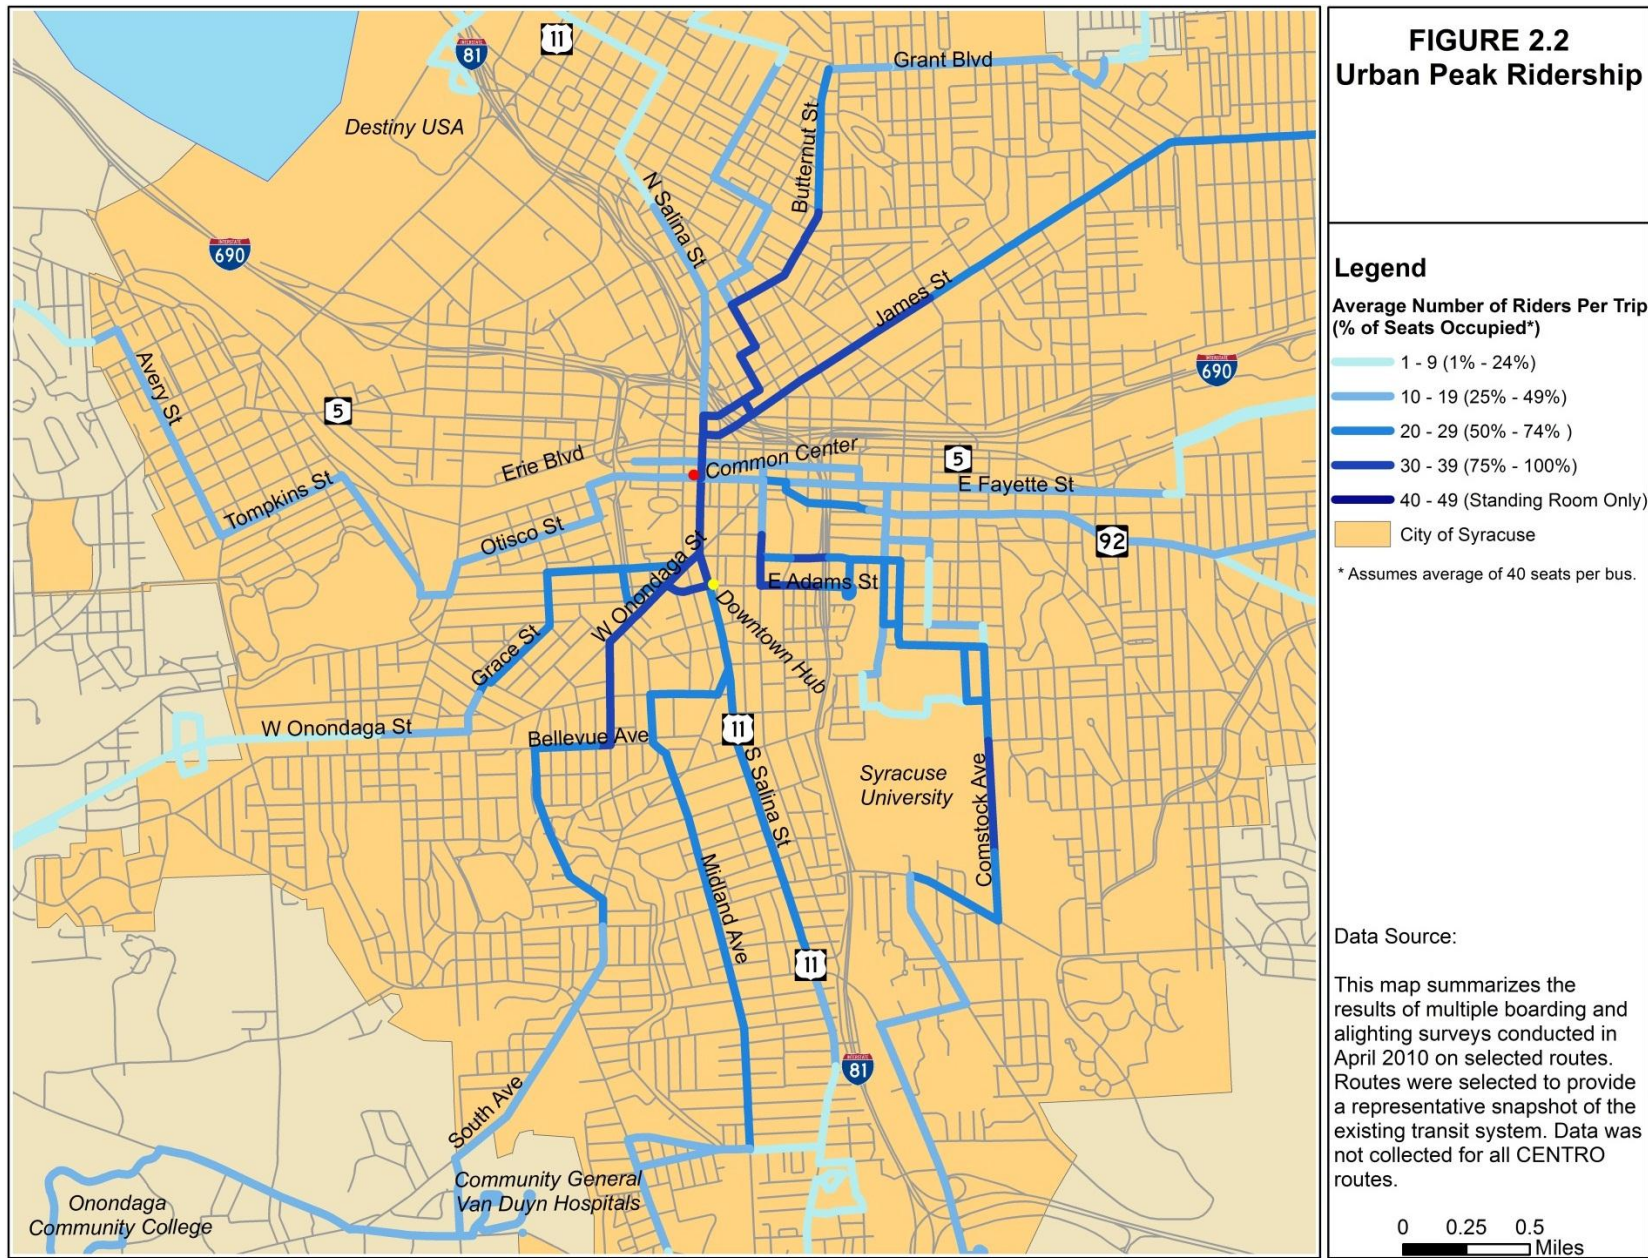 FIGURE 2.2
Urban Peak Ridership
Legend
Average Number of Riders Per Trip
(% of Seats Occupied*)
1 - 9 (1% - 24%)
10 - 19 (25% - 49%)
20 - 29 (50% - 74% )
30 - 39 (75% - 100%)
40 - 49 (Standing Room Only)
City of Syracuse
* Assumes average of 40 seats per bus.
Data Source:
This map summarizes the
results of multiple boarding and
alighting surveys conducted in
April 2010 on selected routes.
Routes were selected to provide
a representative snapshot of the
existing transit system. Data was
not collected for all CENTRO
routes.
0 0.25 0.5
Miles
11
INTERSTATE
81
Grant Blvd
Destiny USA
Butternut St
N Salina St
INTERSTATE
690
James St
Avery St
INTERSTATE
690
5
Common Center
5
Erie Blvd
E Fayette St
Tompkins St
Otisco St
92
W Onondaga St
E Adams St
Downtown Hub
Grace St
W Onondaga St
11
Bellevue Ave
S Salina St
Syracuse
University
Comstock Ave
Midland Ave
11
INTERSTATE
81
South Ave
Community General
Van Duyn Hospitals
Onondaga
Community College